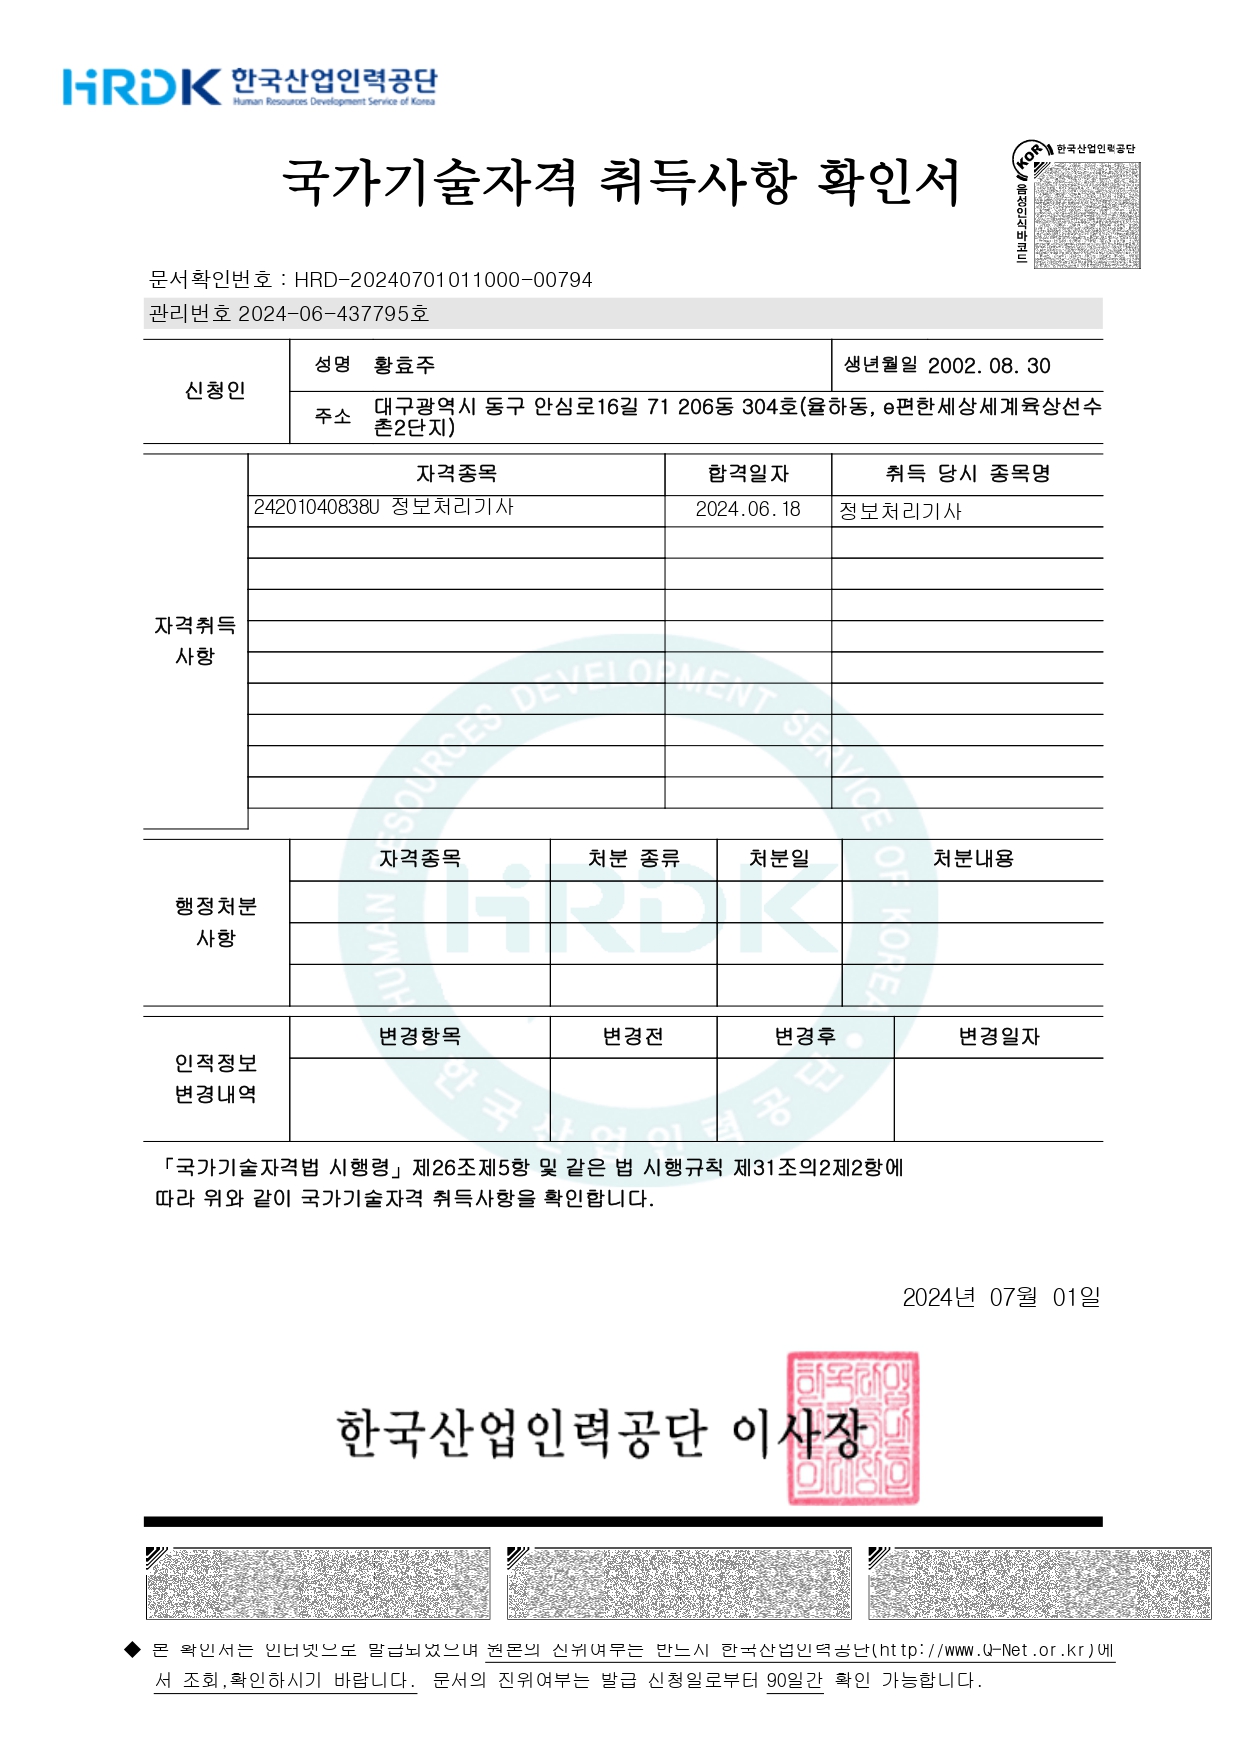 HRDK 한국산업인력공단
Human Resources Development Service of Korea
국가기술자격 취득사항 확인서
KOR 한국산업인력공단
음성인식바코드
문서확인번호 : HRD-20240701011000-00794
관리번호 2024-06-437795호
신청인
성명 황효주 생년월일 2002. 08. 30
주소 대구광역시 동구 안심로16길 71 206동 304호(율하동, e편한세상세계육상선수
촌2단지)
자격종목 합격일자 취득 당시 종목명
24201040838U 정보처리기사 2024.06.18 정보처리기사
자격취득
사항
자격종목 처분 종류 처분일 처분내용
행정처분
사항
변경항목 변경전 변경후 변경일자
인적정보
변경내역
HUMAN RESOURCES DEVELOPMENT SERVICE OF KOREA
HRDK
한국산업인력공단
「국가기술자격법 시행령」제26조제5항 및 같은 법 시행규칙 제31조의2제2항에
따라 위와 같이 국가기술자격 취득사항을 확인합니다.
2024년 07월 01일
한국산업인력공단 이사장
◆ 본 확인서는 인터넷으로 발급되었으며 원본의 진위여부는 반드시 한국산업인력공단(http://www.Q-Net.or.kr)에
서 조회,확인하시기 바랍니다. 문서의 진위여부는 발급 신청일로부터 90일간 확인 가능합니다.